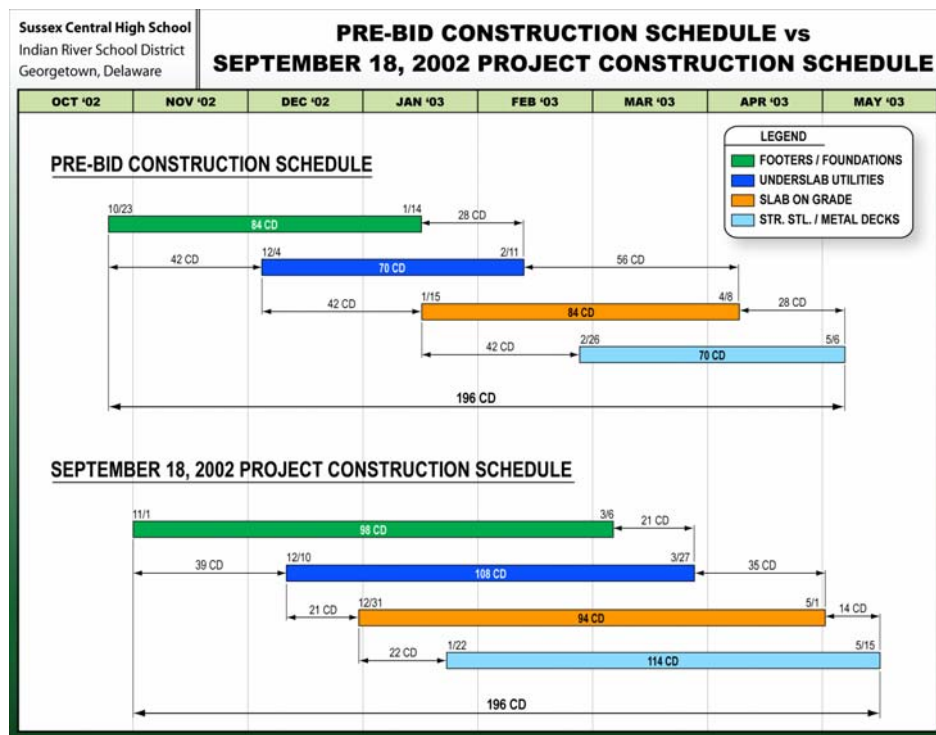 Sussex Central High School
Indian River School District
Georgetown, Delaware
PRE-BID CONSTRUCTION SCHEDULE vs
SEPTEMBER 18, 2002 PROJECT CONSTRUCTION SCHEDULE
OCT '02 NOV '02 DEC '02 JAN '03 FEB '03 MAR '03 APR '03 MAY '03
LEGEND
FOOTERS / FOUNDATIONS
UNDERSLAB UTILITIES
SLAB ON GRADE
STR. STL. / METAL DECKS
PRE-BID CONSTRUCTION SCHEDULE
10/23 84 CD 1/14 28 CD
42 CD 12/4 70 CD 2/11 56 CD
42 CD 1/15 84 CD 4/8 28 CD
42 CD 2/26 70 CD 5/6
196 CD
SEPTEMBER 18, 2002 PROJECT CONSTRUCTION SCHEDULE
11/1 98 CD 3/6 21 CD
39 CD 12/10 108 CD 3/27 35 CD
21 CD 12/31 94 CD 5/1 14 CD
22 CD 1/22 114 CD 5/15
196 CD